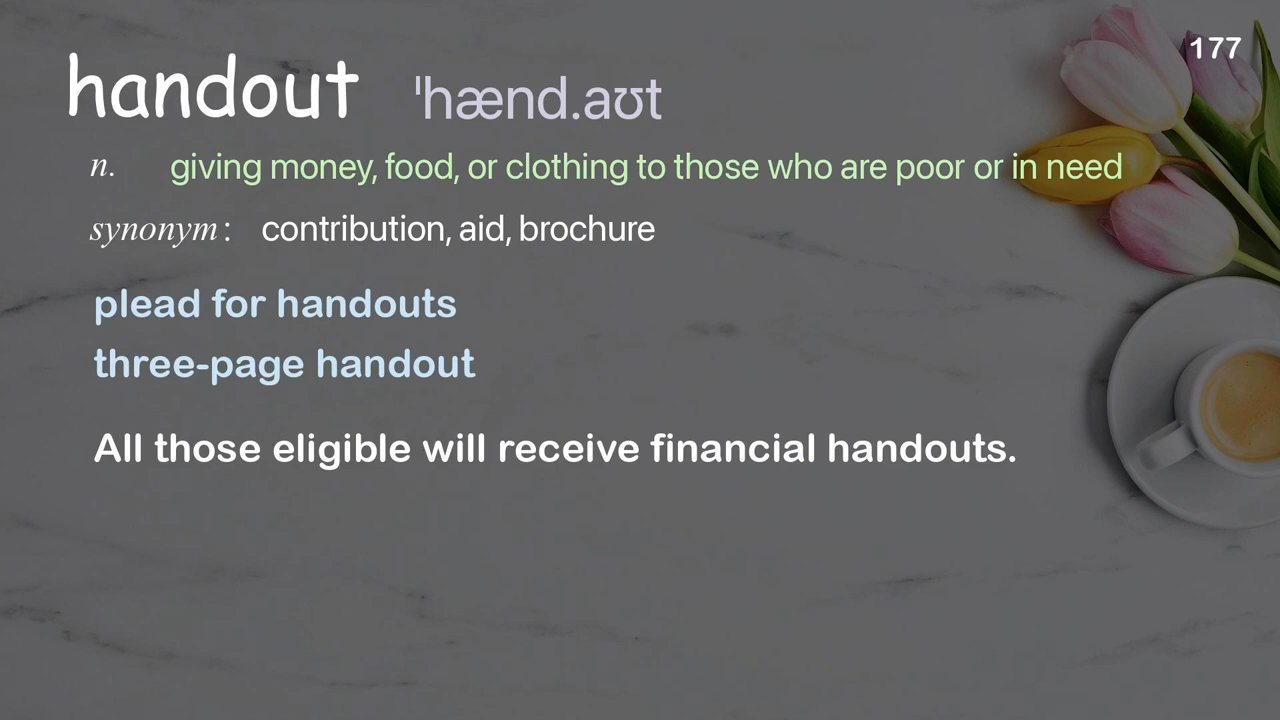 177
handout ˈhænd.aʊt
n. giving money, food, or clothing to those who are poor or in need
synonym: contribution, aid, brochure
plead for handouts
three-page handout
All those eligible will receive financial handouts.